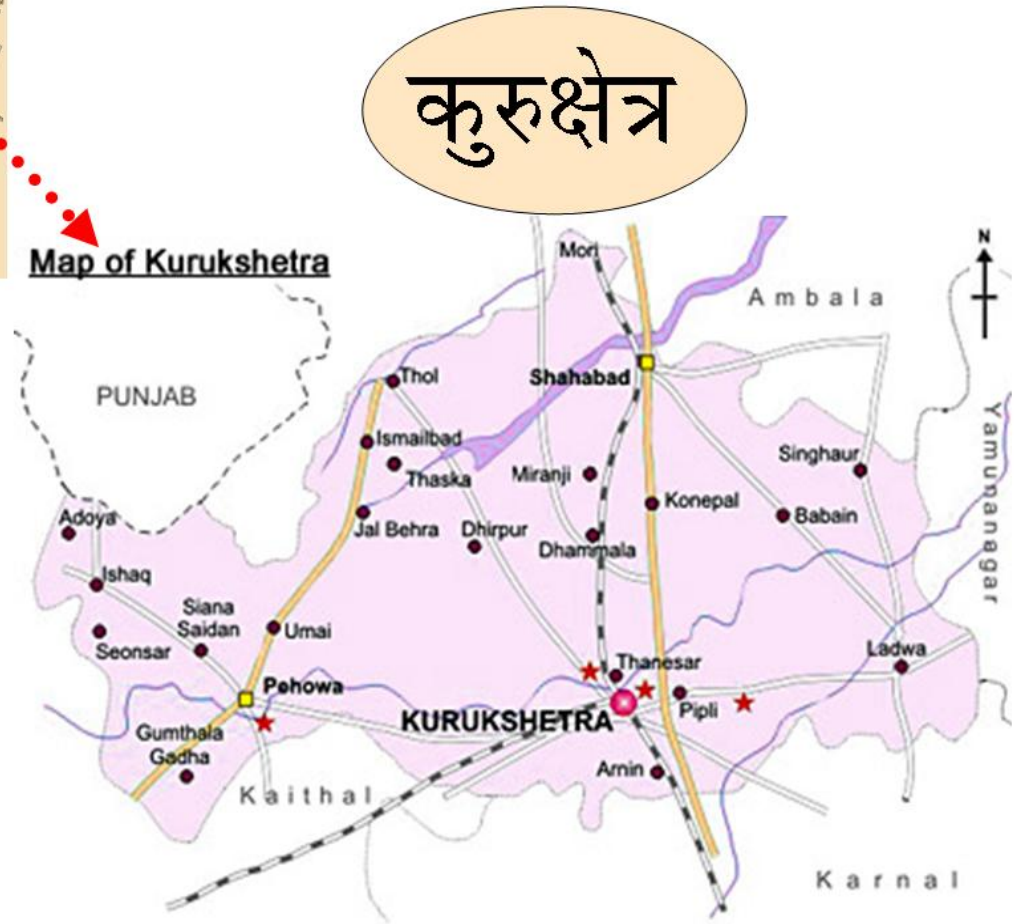 कुरुक्षेत्र
Map of Kurukshetra
N
Mori
Ambala
PUNJAB
Thol
Shahabad
Yamunanagar
Ismailbad
Thaska
Miranji
Singhaur
Konepal
Babain
Adoya
Jal Behra
Dhirpur
Dhammala
Ishaq
Siana
Saidan
Umai
Seonsar
Thanesar
Ladwa
Pehowa
KURUKSHETRA
Pipli
Gumthala
Gadha
Arnin
Kaithal
Karnal